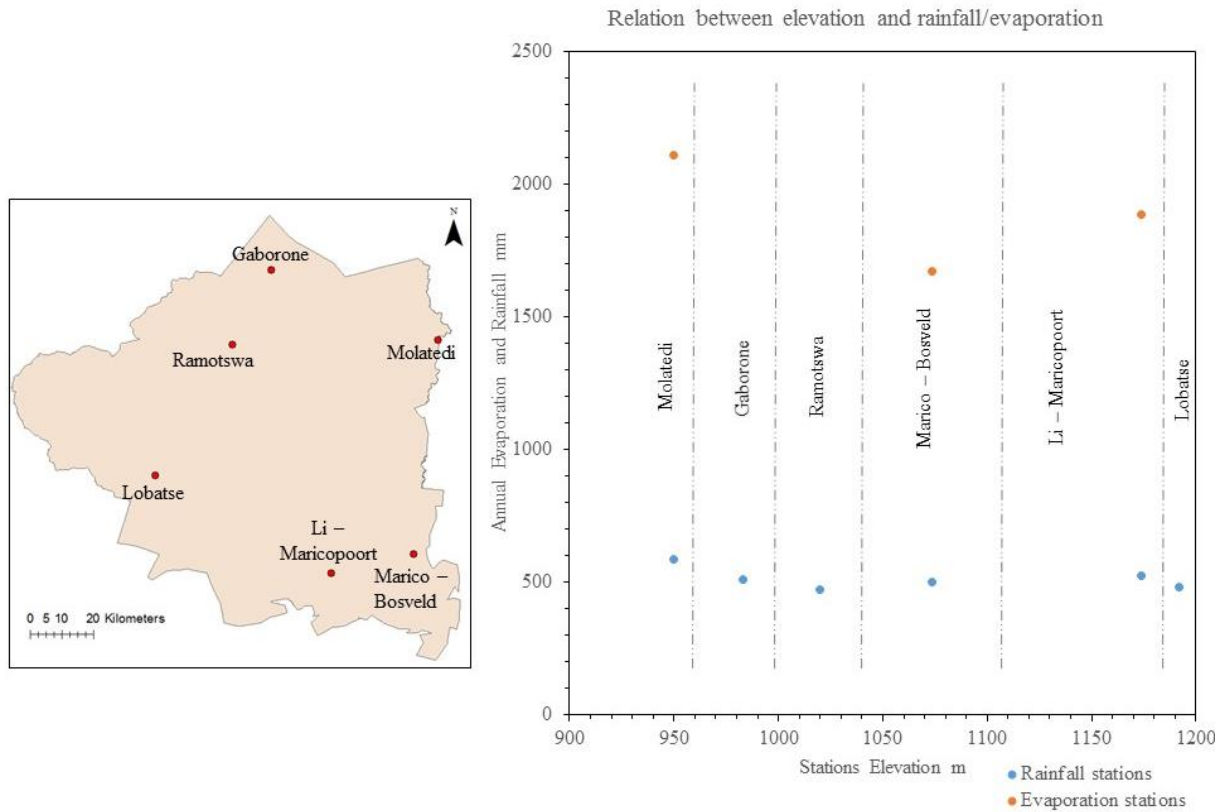 N
Gaborone
Ramotswa
Molatedi
Lobatse
Li –
Maricopoort
Marico –
Bosveld
0 5 10 20 Kilometers
Relation between elevation and rainfall/evaporation
Annual Evaporation and Rainfall mm
2500
2000
1500
1000
500
0
Molatedi
Gaborone
Ramotswa
Marico – Bosveld
Li – Maricopoort
Lobatse
900 950 1000 1050 1100 1150 1200
Stations Elevation m
Rainfall stations
Evaporation stations